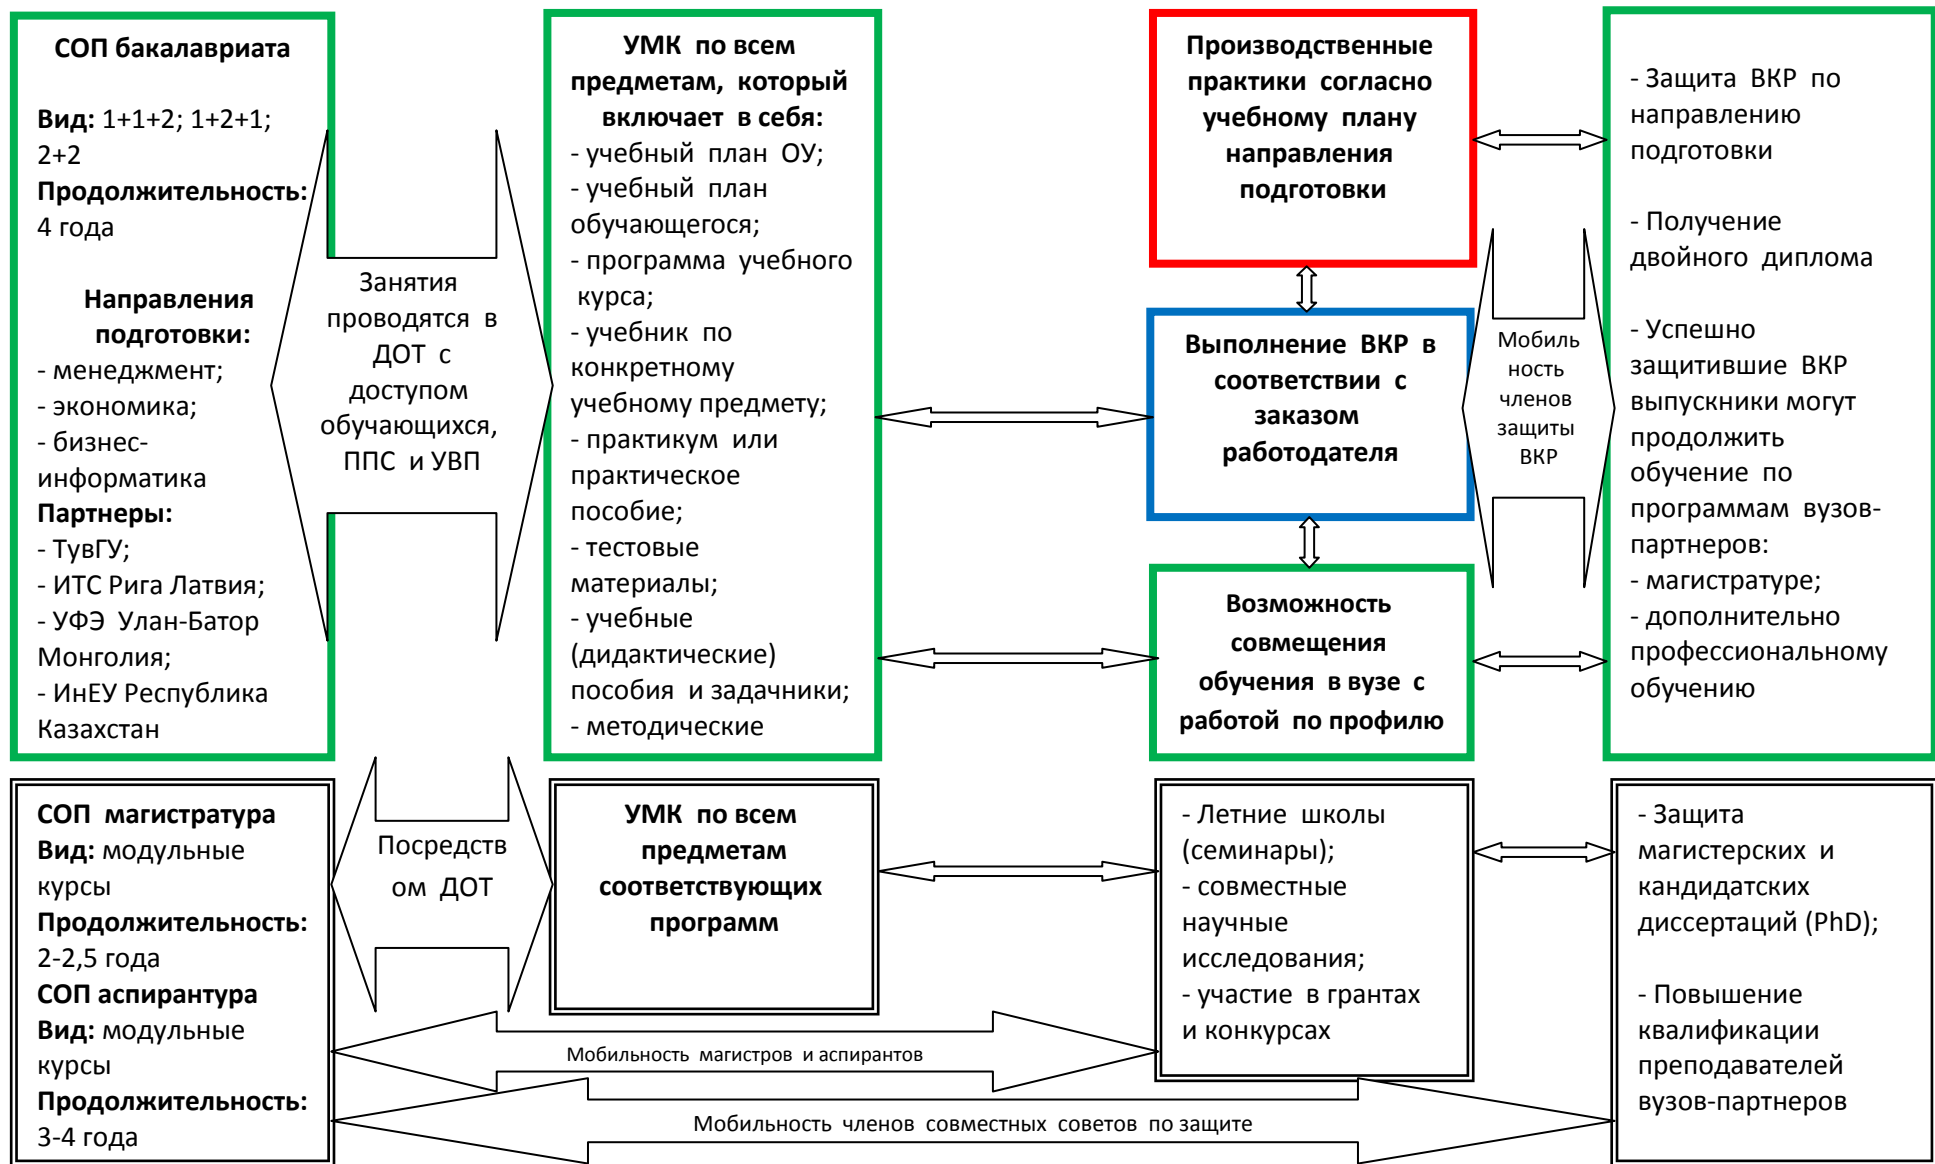 СОП бакалавриата
Вид: 1+1+2; 1+2+1;
2+2
Продолжительность:
4 года
Направления
подготовки:
- менеджмент;
- экономика;
- бизнес-
информатика
Партнеры:
- ТувГУ;
- ИТС Рига Латвия;
- УФЭ Улан-Батор
Монголия;
- ИнЕУ Республика
Казахстан
Занятия
проводятся в
ДОТ с
доступом
обучающихся,
ППС и УВП
УМК по всем
предметам, который
включает в себя:
- учебный план ОУ;
- учебный план
обучающегося;
- программа учебного
курса;
- учебник по
конкретному
учебному предмету;
- практикум или
практическое
пособие;
- тестовые
материалы;
- учебные
(дидактические)
пособия и задачники;
- методические
Производственные
практики согласно
учебному плану
направления
подготовки
Выполнение ВКР в
соответствии с
заказом
работодателя
Возможность
совмещения
обучения в вузе с
работой по профилю
Мобиль
ность
членов
защиты
ВКР
- Защита ВКР по
направлению
подготовки
- Получение
двойного диплома
- Успешно
защитившие ВКР
выпускники могут
продолжить
обучение по
программам вузов-
партнеров:
- магистратуре;
- дополнительно
профессиональному
обучению
СОП магистратура
Вид: модульные
курсы
Продолжительность:
2-2,5 года
СОП аспирантура
Вид: модульные
курсы
Продолжительность:
3-4 года
Посредств
ом ДОТ
УМК по всем
предметам
соответствующих
программ
- Летние школы
(семинары);
- совместные
научные
исследования;
- участие в грантах
и конкурсах
- Защита
магистерских и
кандидатских
диссертаций (PhD);
- Повышение
квалификации
преподавателей
вузов-партнеров
Мобильность магистров и аспирантов
Мобильность членов совместных советов по защите